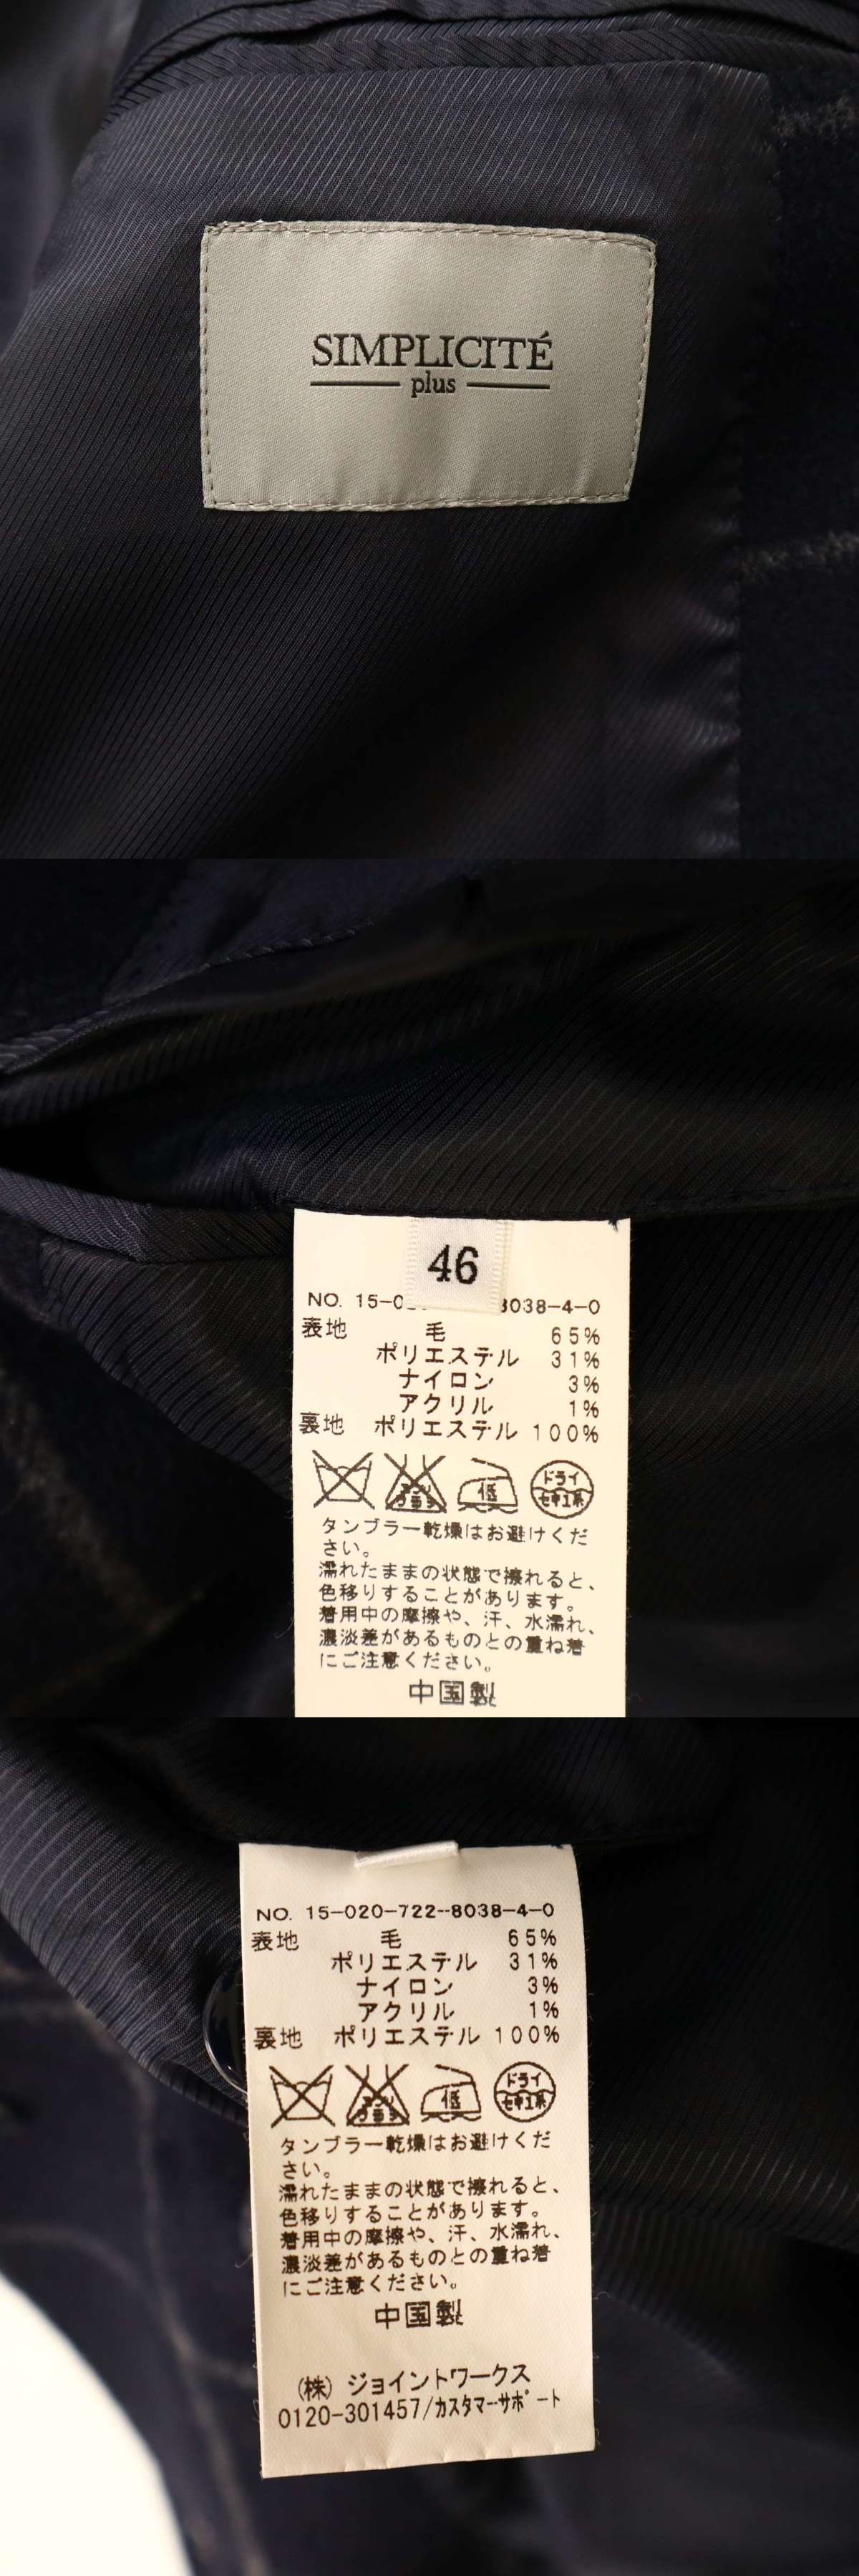 SIMPLICITÉ
plus
46
NO. 15-0 8038-4-0
表地 毛 65%
ポリエステル 31%
ナイロン 3%
アクリル 1%
裏地 ポリエステル 100%
低
ドライ
セキユ系
タンブラー乾燥はお避けくだ
さい。
濡れたままの状態で擦れると、
色移りすることがあります。
着用中の摩擦や、汗、水濡れ、
濃淡差があるものとの重ね着
にご注意ください。
中国製
NO. 15-020-722-8038-4-0
表地 毛 65%
ポリエステル 31%
ナイロン 3%
アクリル 1%
裏地 ポリエステル 100%
低
ドライ
セキユ系
タンブラー乾燥はお避けくだ
さい。
濡れたままの状態で擦れると、
色移りすることがあります。
着用中の摩擦や、汗、水濡れ、
濃淡差があるものとの重ね着
にご注意ください。
中国製
(株) ジョイントワークス
0120-301457/カスタマーサポート